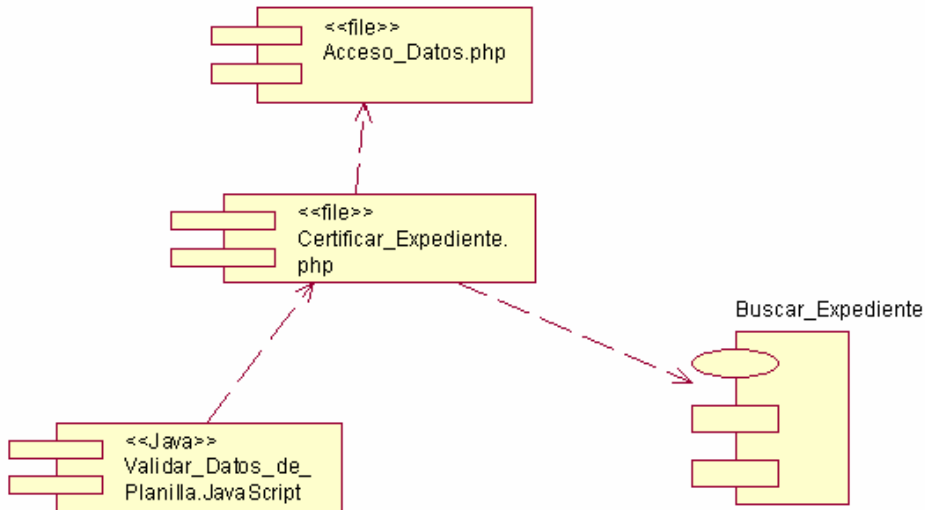 <<file>>
Acceso_Datos.php
<<file>>
Certificar_Expediente.
php
Buscar_Expediente
<<Java>>
Validar_Datos_de_
Planilla.JavaScript